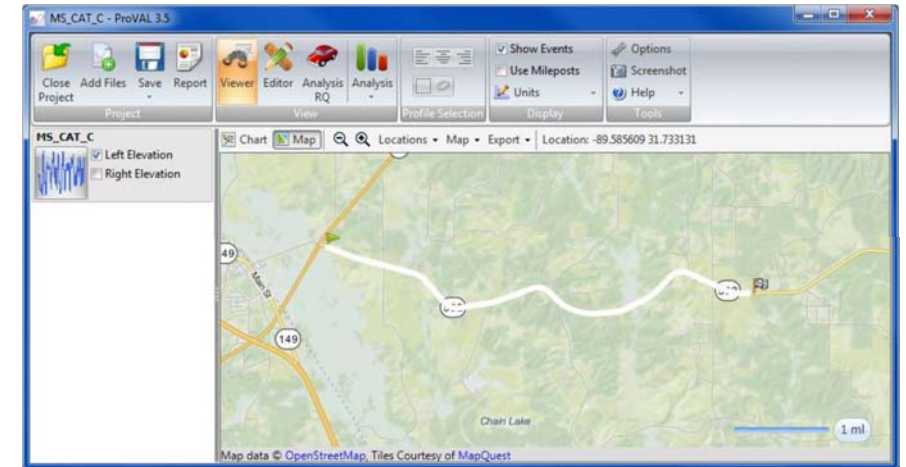 MS_CAT_C - ProVAL 3.5
Close Project
Add Files
Save
Report
Project
Viewer
Editor
Analysis RQ
Analysis
View
Profile Selection
Show Events
Use Mileposts
Units
Display
Options
Screenshot
Help
Tools
MS_CAT_C
Left Elevation
Right Elevation
Chart
Map
Locations
Map
Export
Location: -89.585609 31.733131
49
Main St
149
Chain Lake
1 ml
Map data © OpenStreetMap, Tiles Courtesy of MapQuest